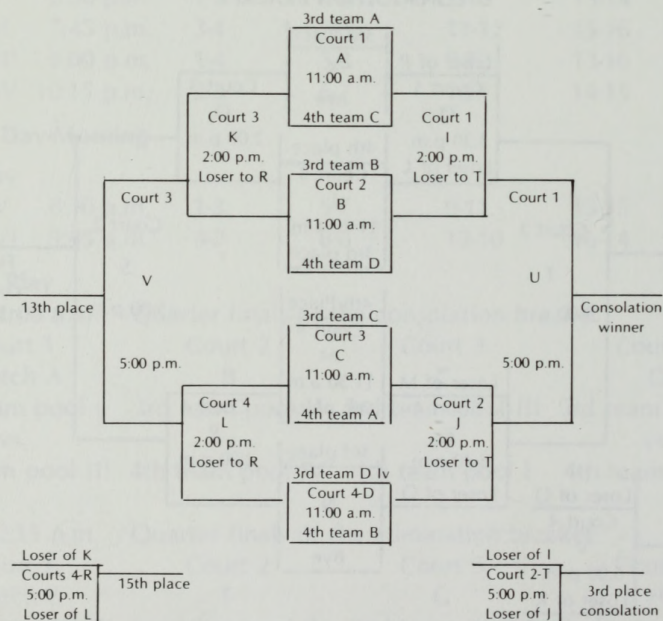 3rd team A
Court 1
A
11:00 a.m.
4th team C
Court 3
K
2:00 p.m.
Loser to R
Court 1
I
2:00 p.m.
Loser to T
3rd team B
Court 2
B
11:00 a.m.
4th team D
Court 3
V
5:00 p.m.
13th place
Court 1
U
5:00 p.m.
Consolation
winner
3rd team C
Court 3
C
11:00 a.m.
4th team A
Court 4
L
2:00 p.m.
Loser to R
Court 2
J
2:00 p.m.
Loser to T
3rd team D lv
Court 4-D
11:00 a.m.
4th team B
Loser of K
Courts 4-R
5:00 p.m.
Loser of L
15th place
Loser of I
Court 2-T
5:00 p.m.
Loser of J
3rd place
consolation